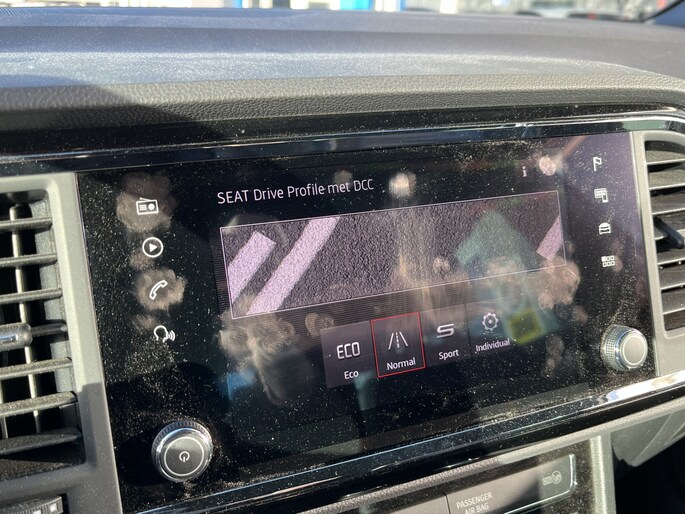 SEAT Drive Profile met DCC
i
ECO
Eco
Normal
S
Sport
Individual
PASSENGER
AIR BAG